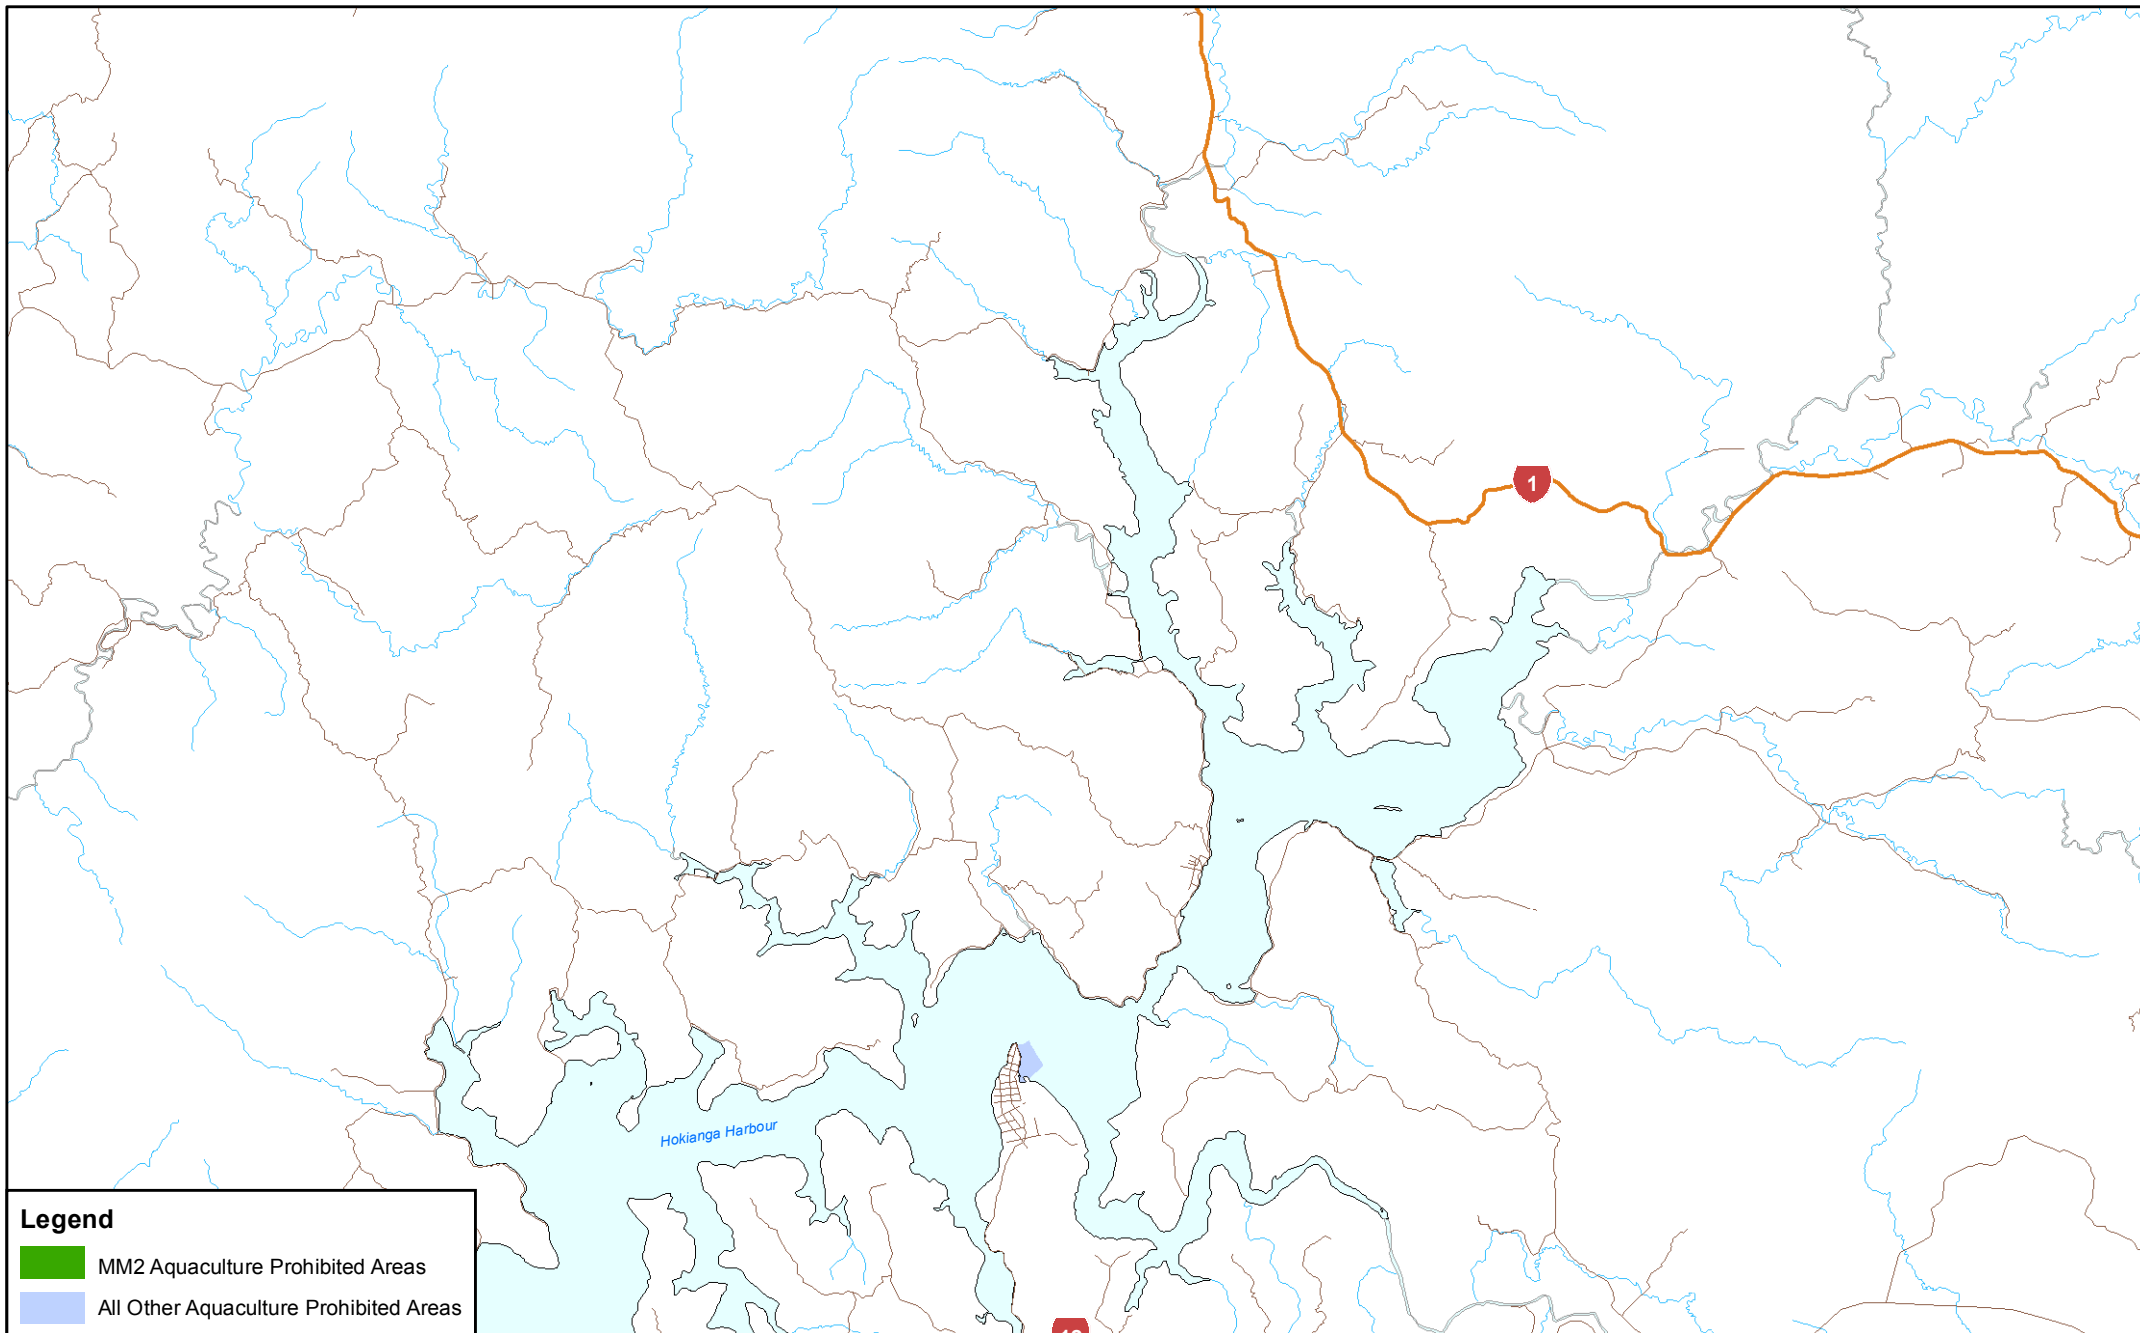 1
Hokianga Harbour
Legend
MM2 Aquaculture Prohibited Areas
All Other Aquaculture Prohibited Areas